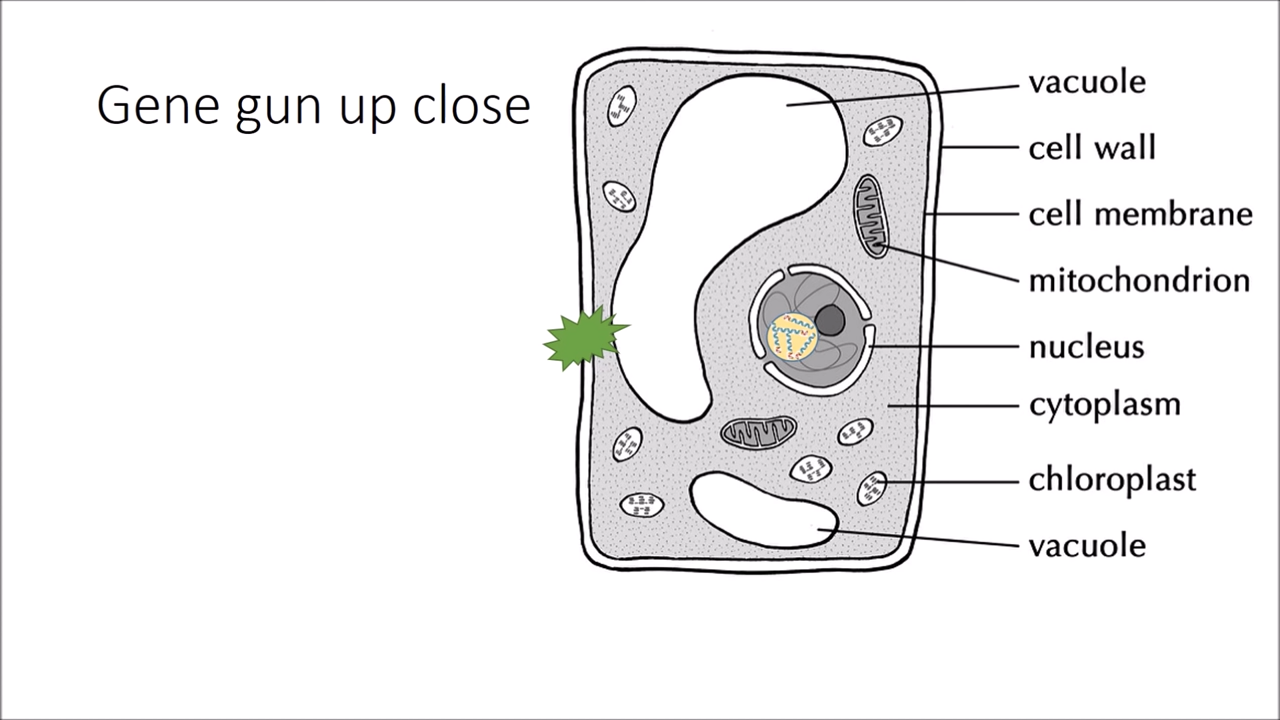 Gene gun up close
vacuole
cell wall
cell membrane
mitochondrion
nucleus
cytoplasm
chloroplast
vacuole